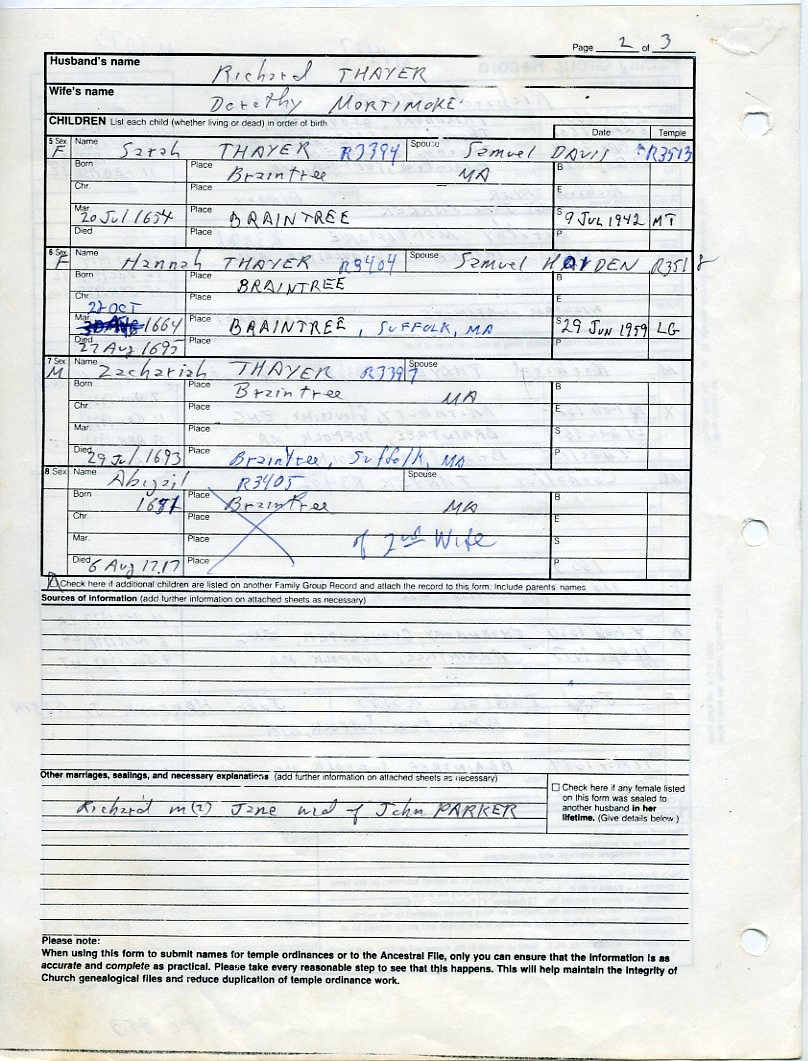 Page 2 of 3
Husband's name Richard THAYER
Wife's name Dorothy MORTIMORE
CHILDREN List each child (whether living or dead) in order of birth Date Temple
5 Sex F Name Sarah THAYER R3394 Spouse Samuel DAVIS R3513
Born Place Braintree MA B
Chr. Place E
Mar. 20 Jul 1654 Place BRAINTREE S 9 JUL 1942 MT
Died Place P
6 Sex F Name Hannah THAYER R3404 Spouse Samuel HAYDEN R3518
Born Place BRAINTREE B
Chr. Place E
22 OCT
Mar. 1664 Place BRAINTREE, SUFFOLK, MA S 29 Jun 1959 LG
Died 27 Aug 1695 Place P
7 Sex M Name Zachariah THAYER R3397 Spouse
Born Place Braintree MA B
Chr. Place E
Mar. Place S
Died 29 Jul 1693 Place Braintree, Suffolk, MA P
8 Sex Name Abigail R3405 Spouse
Born Place Braintree MA B
Chr. Place E
Mar. Place of 2nd Wife S
Died 6 Aug 1717 Place P
Check here if additional children are listed on another Family Group Record and attach the record to this form. Include parents names
Sources of information (add further information on attached sheets as necessary)
Other marriages, sealings, and necessary explanations (add further information on attached sheets as necessary)
Richard m(2) Jane wid of John PARKER
Check here if any female listed
on this form was sealed to
another husband in her
lifetime. (Give details below.)
Please note:
When using this form to submit names for temple ordinances or to the Ancestral File, only you can ensure that the information is as
accurate and complete as practical. Please take every reasonable step to see that this happens. This will help maintain the integrity of
Church genealogical files and reduce duplication of temple ordinance work.